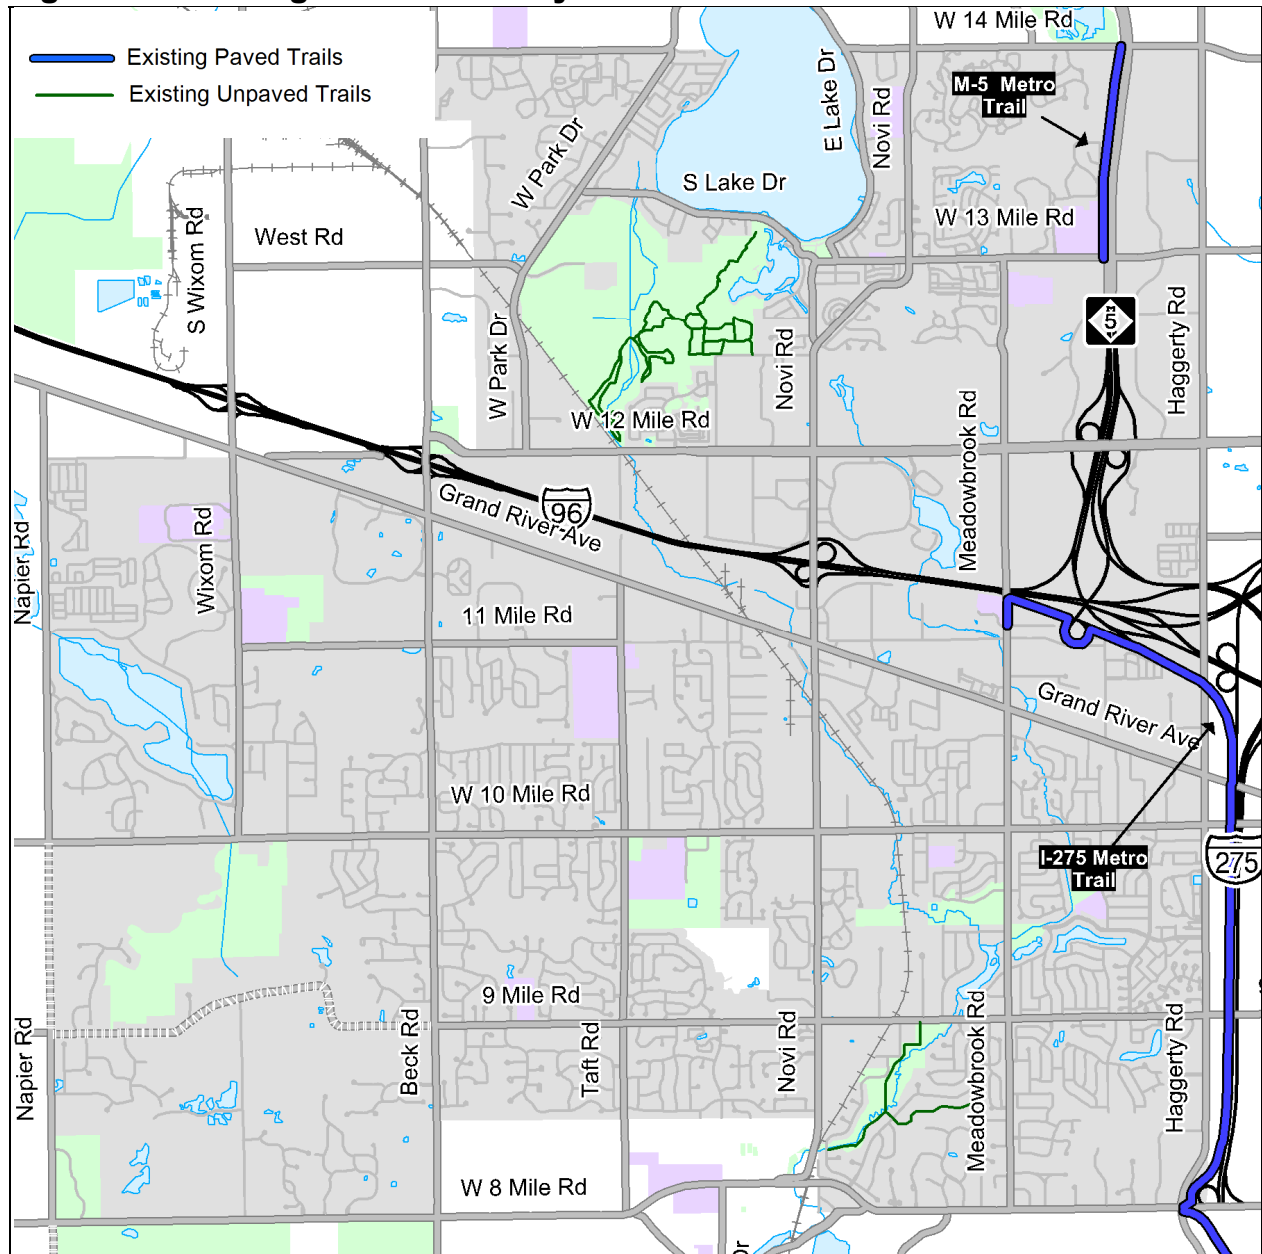 W 14 Mile Rd
Existing Paved Trails
Existing Unpaved Trails
M-5 Metro
Trail
E Lake Dr
Novi Rd
W Park Dr
S Lake Dr
W 13 Mile Rd
S Wixom Rd
West Rd
M
5
Haggerty Rd
W Park Dr
Novi Rd
W 12 Mile Rd
Meadowbrook Rd
Grand River Ave
96
Napier Rd
Wixom Rd
11 Mile Rd
Grand River Ave
W 10 Mile Rd
I-275 Metro
Trail
275
9 Mile Rd
Napier Rd
Beck Rd
Taft Rd
Novi Rd
Meadowbrook Rd
Haggerty Rd
W 8 Mile Rd
Dr